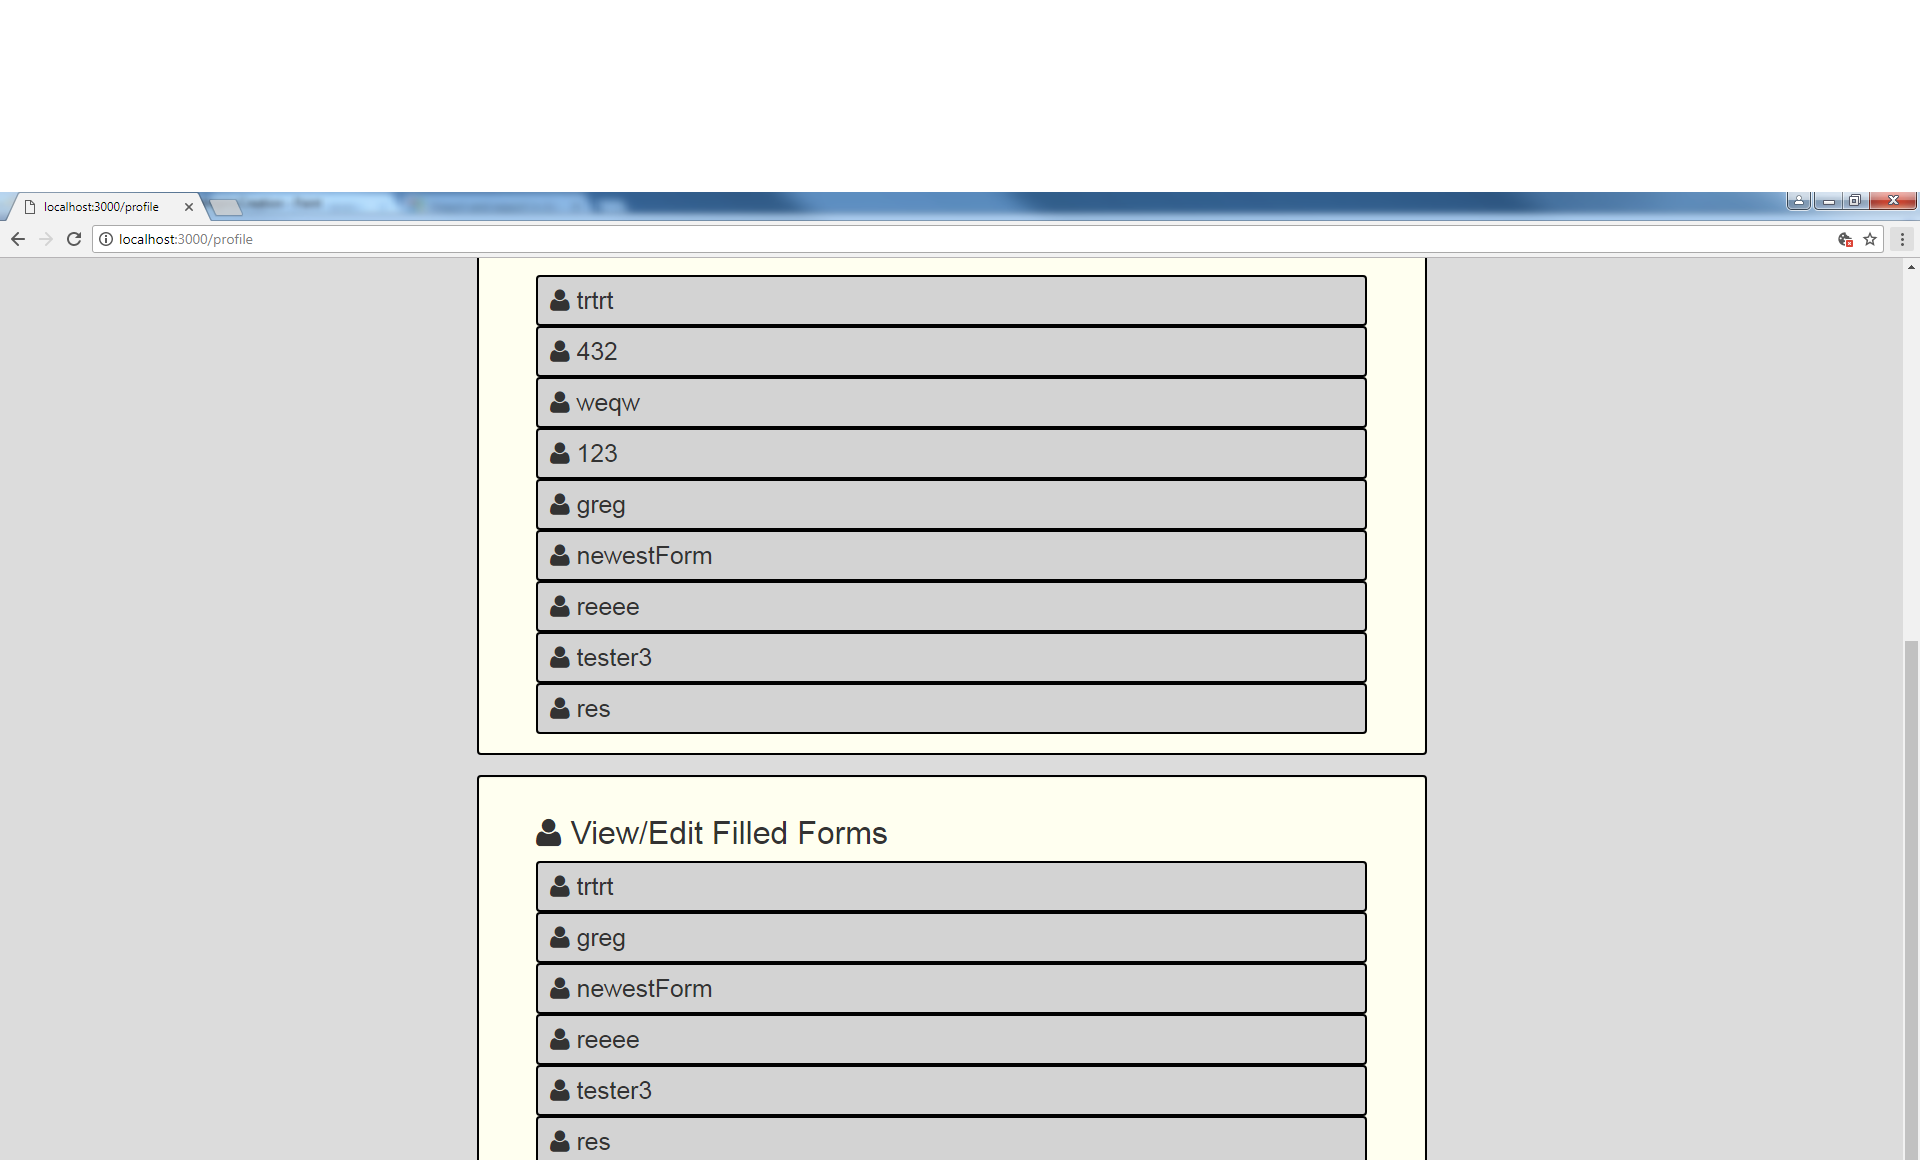 localhost:3000/profile
localhost:3000/profile
trtrt
432
weqw
123
greg
newestForm
reeee
tester3
res
View/Edit Filled Forms
trtrt
greg
newestForm
reeee
tester3
res